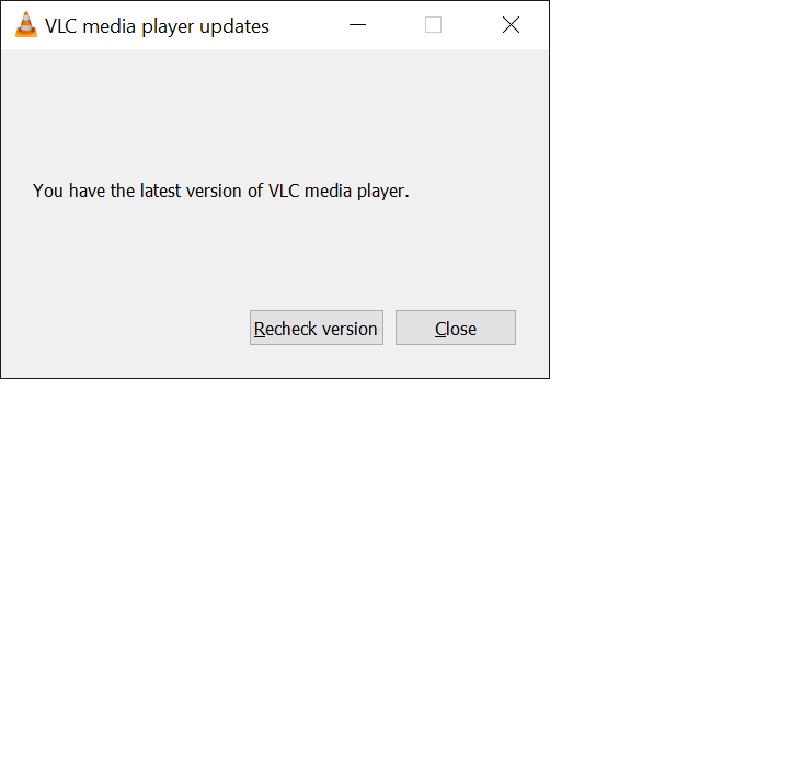 VLC media player updates
You have the latest version of VLC media player.
Recheck version
Close